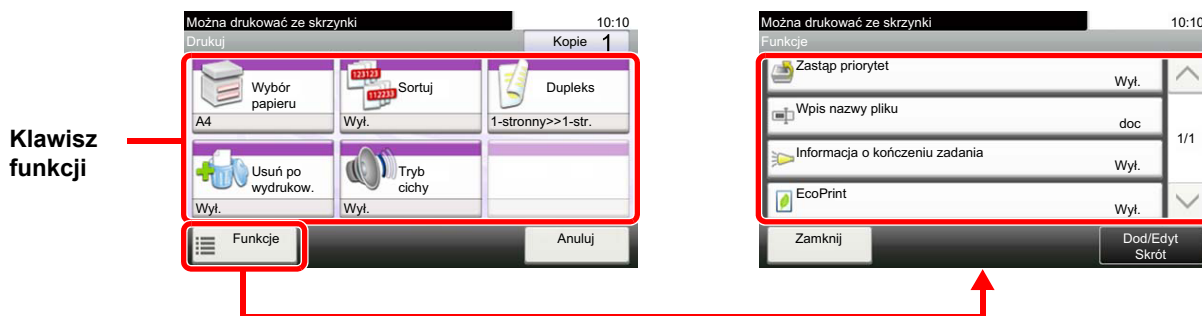 Klawisz
funkcji
Można drukować ze skrzynki
10:10
Drukuj
Kopie 1
123123
112233
Wybór
papieru
A4
Sortuj
Wył.
Dupleks
1-stronny>>1-str.
Usuń po
wydrukow.
Wył.
Tryb
cichy
Wył.
Funkcje
Anuluj
Można drukować ze skrzynki
10:10
Funkcje
Zastąp priorytet
Wył.
Wpis nazwy pliku
doc
Informacja o kończeniu zadania
Wył.
EcoPrint
Wył.
1/1
Zamknij
Dod/Edyt
Skrót